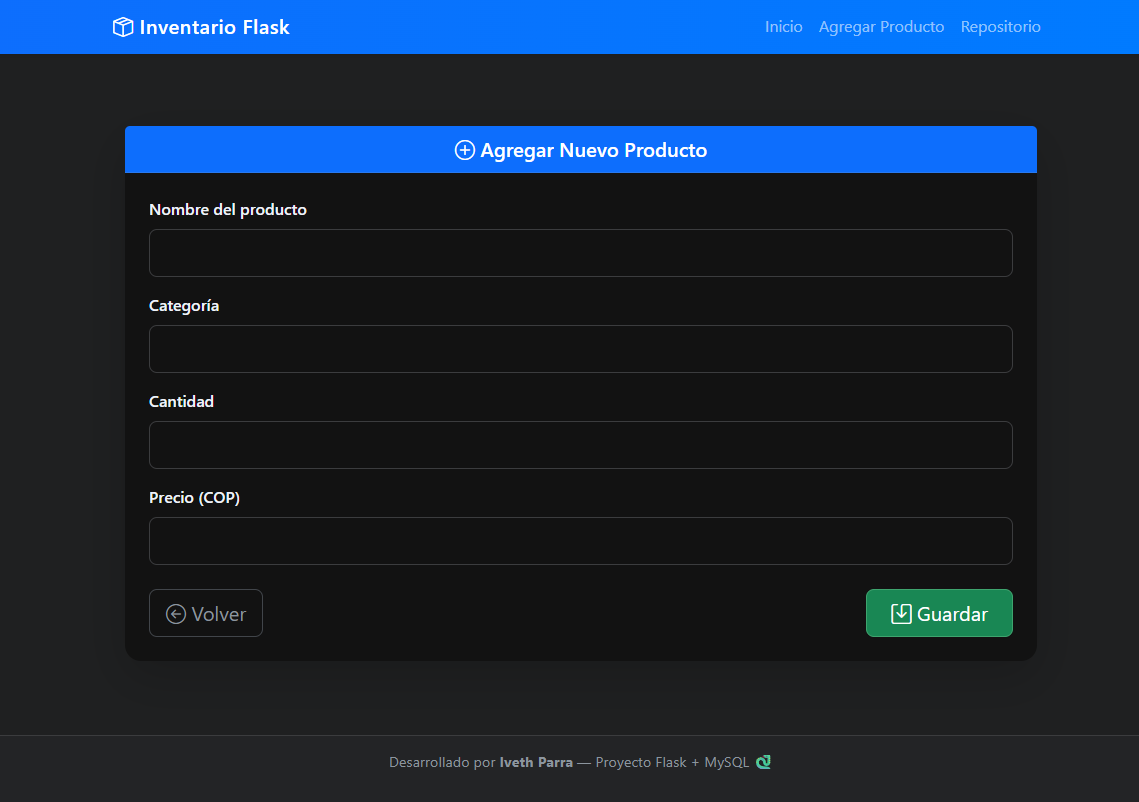 Inventario Flask
Inicio Agregar Producto Repositorio
Agregar Nuevo Producto
Nombre del producto
Categoría
Cantidad
Precio (COP)
Volver
Guardar
Desarrollado por Iveth Parra — Proyecto Flask + MySQL